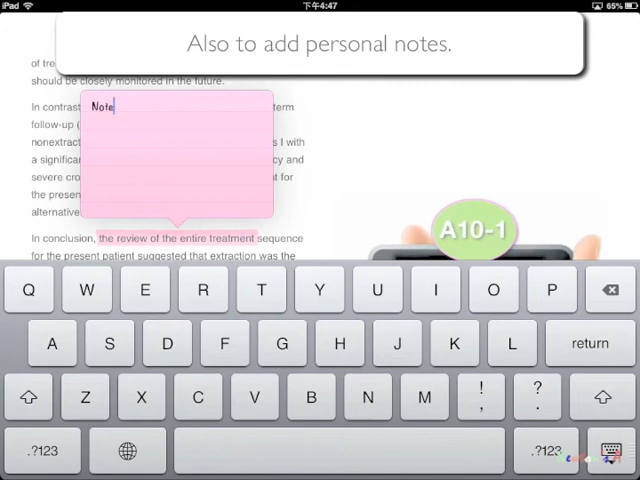 iPad 下午4:47 65%
Also to add personal notes.
of tre
should be closely monitored in the future.
In contrast term
follow-up (
nonextract s I with
a significan cy and
severe cro nt for
the presen
alternative
Note
In conclusion, the review of the entire treatment sequence
for the present patient suggested that extraction was the
A10-1
Q W E R T Y U I O P
A S D F G H J K L return
Z X C V B N M ! , ? .
.?123 .?123